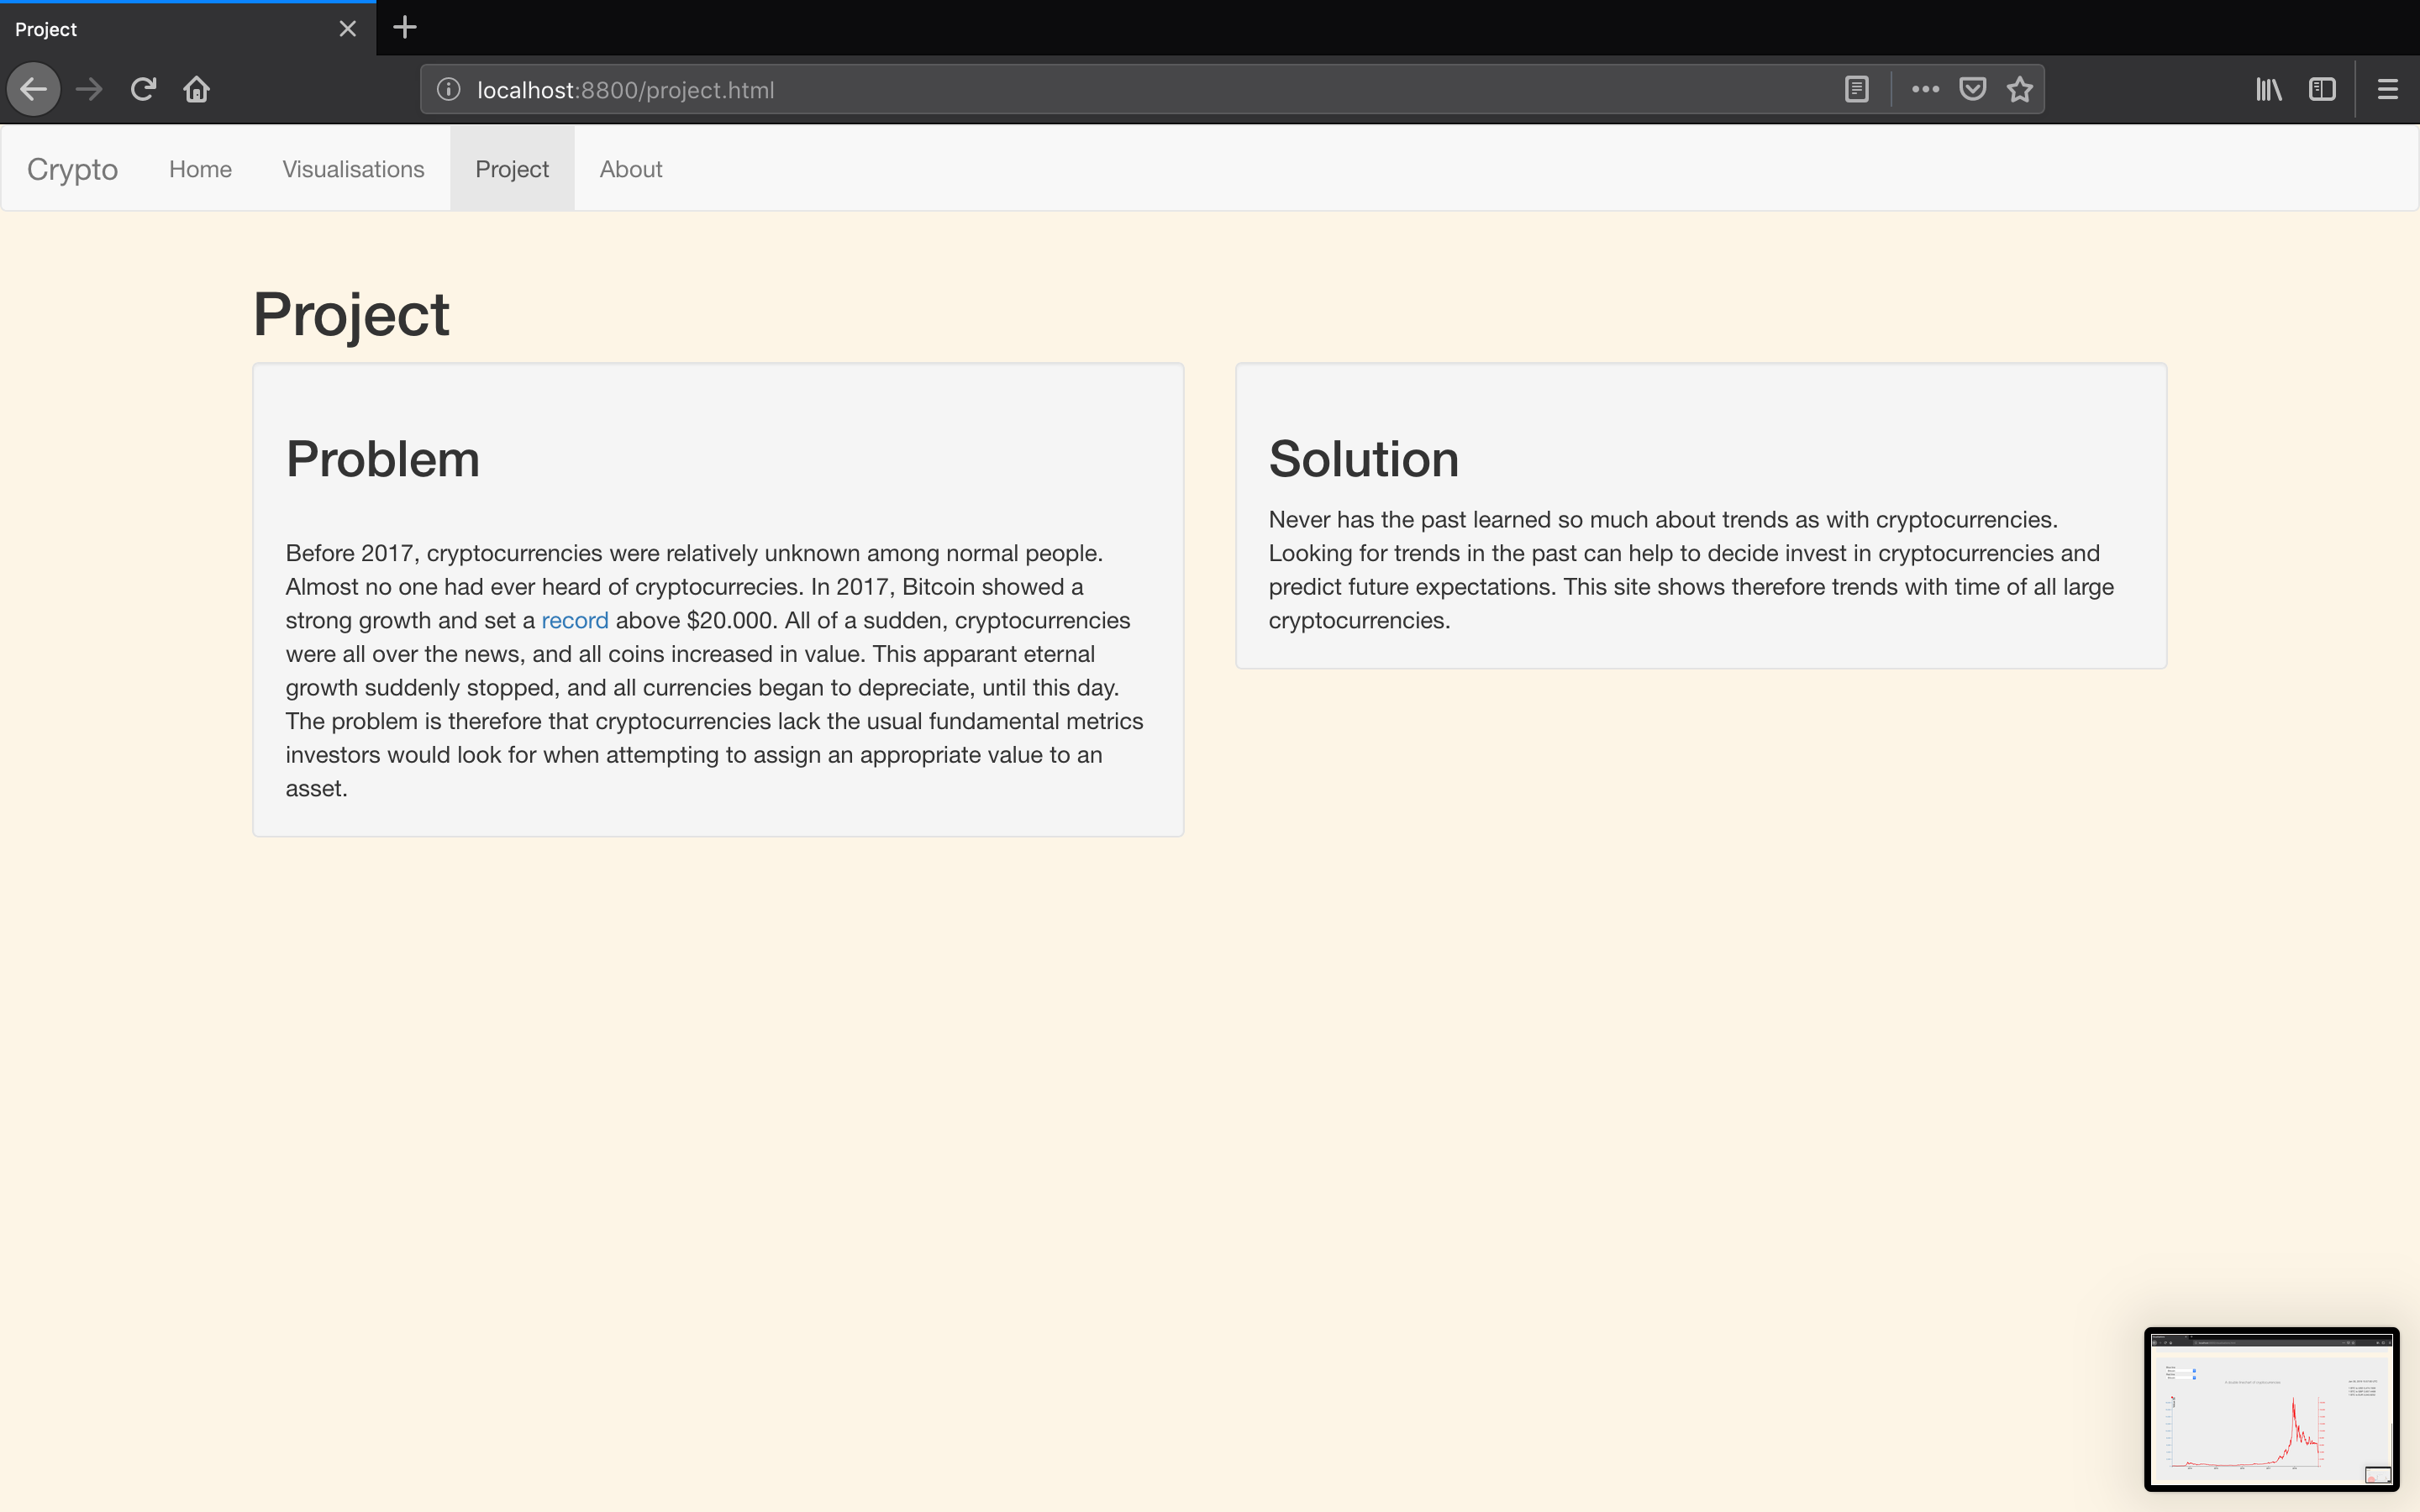 Project
localhost:8800/project.html
Crypto Home Visualisations Project About
Project
Problem
Before 2017, cryptocurrencies were relatively unknown among normal people.
Almost no one had ever heard of cryptocurrecies. In 2017, Bitcoin showed a
strong growth and set a record above $20.000. All of a sudden, cryptocurrencies
were all over the news, and all coins increased in value. This apparant eternal
growth suddenly stopped, and all currencies began to depreciate, until this day.
The problem is therefore that cryptocurrencies lack the usual fundamental metrics
investors would look for when attempting to assign an appropriate value to an
asset.
Solution
Never has the past learned so much about trends as with cryptocurrencies.
Looking for trends in the past can help to decide invest in cryptocurrencies and
predict future expectations. This site shows therefore trends with time of all large
cryptocurrencies.